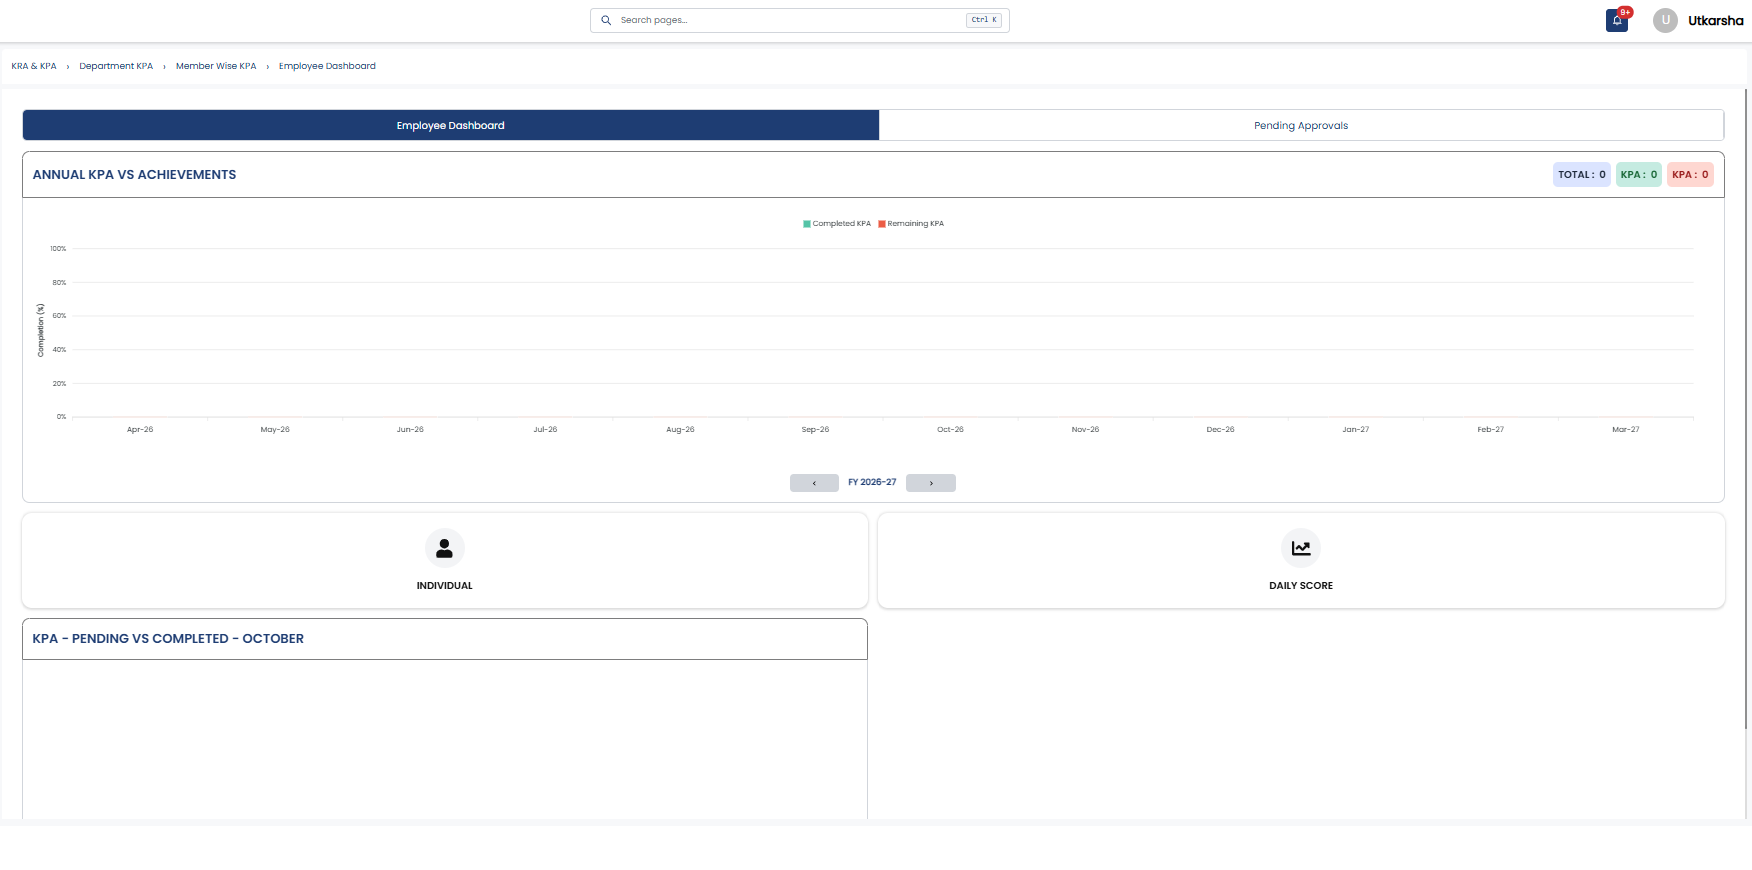 Search pages...
Ctrl K
9+
U
Utkarsha
KRA & KPA › Department KPA › Member Wise KPA › Employee Dashboard
Employee Dashboard
Pending Approvals
ANNUAL KPA VS ACHIEVEMENTS
TOTAL : 0
KPA : 0
KPA : 0
Completed KPA
Remaining KPA
Completion (%)
100%
80%
60%
40%
20%
0%
Apr-26
May-26
Jun-26
Jul-26
Aug-26
Sep-26
Oct-26
Nov-26
Dec-26
Jan-27
Feb-27
Mar-27
‹
FY 2026-27
›
INDIVIDUAL
DAILY SCORE
KPA - PENDING VS COMPLETED - OCTOBER